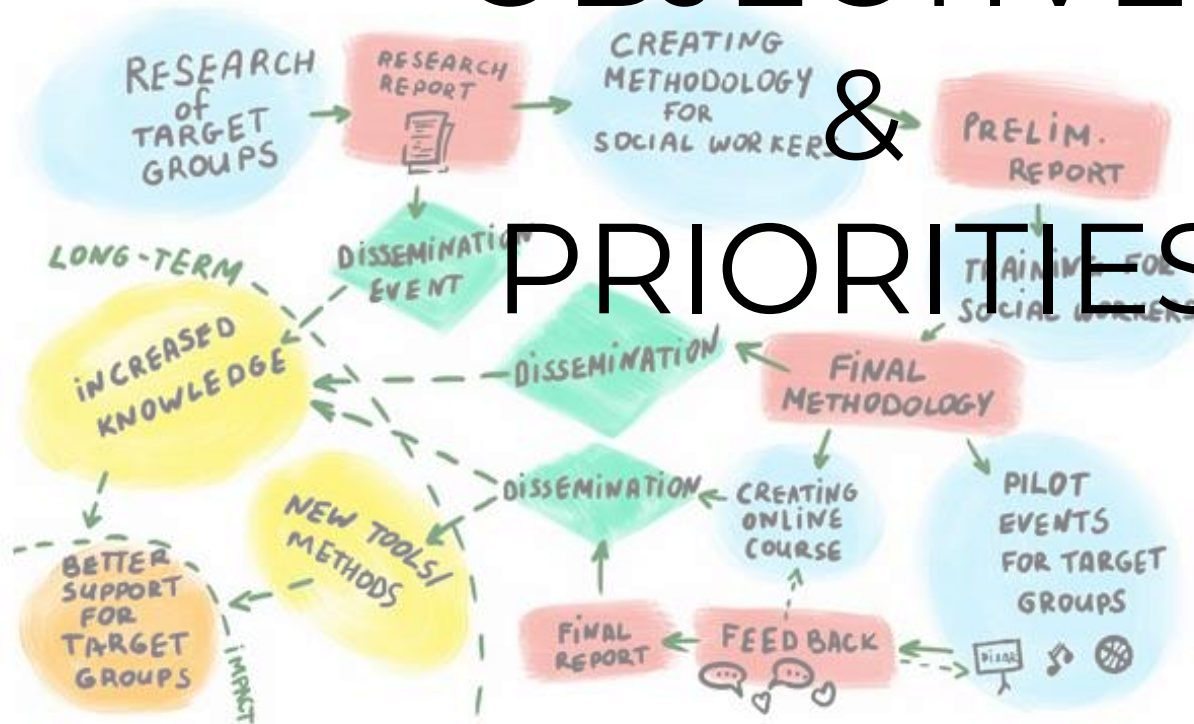 OBJECTIVE
&
PRIORITIES
RESEARCH
of
TARGET
GROUPS
RESEARCH
REPORT
CREATING
METHODOLOGY
FOR
SOCIAL WORKERS
PRELIM.
REPORT
LONG-TERM
DISSEMINATION
EVENT
TRAINING FOR
SOCIAL WORKERS
INCREASED
KNOWLEDGE
DISSEMINATION
FINAL
METHODOLOGY
NEW TOOLS/
METHODS
DISSEMINATION
CREATING
ONLINE
COURSE
PILOT
EVENTS
FOR TARGET
GROUPS
BETTER
SUPPORT
FOR
TARGET
GROUPS
IMPACT
FINAL
REPORT
FEEDBACK